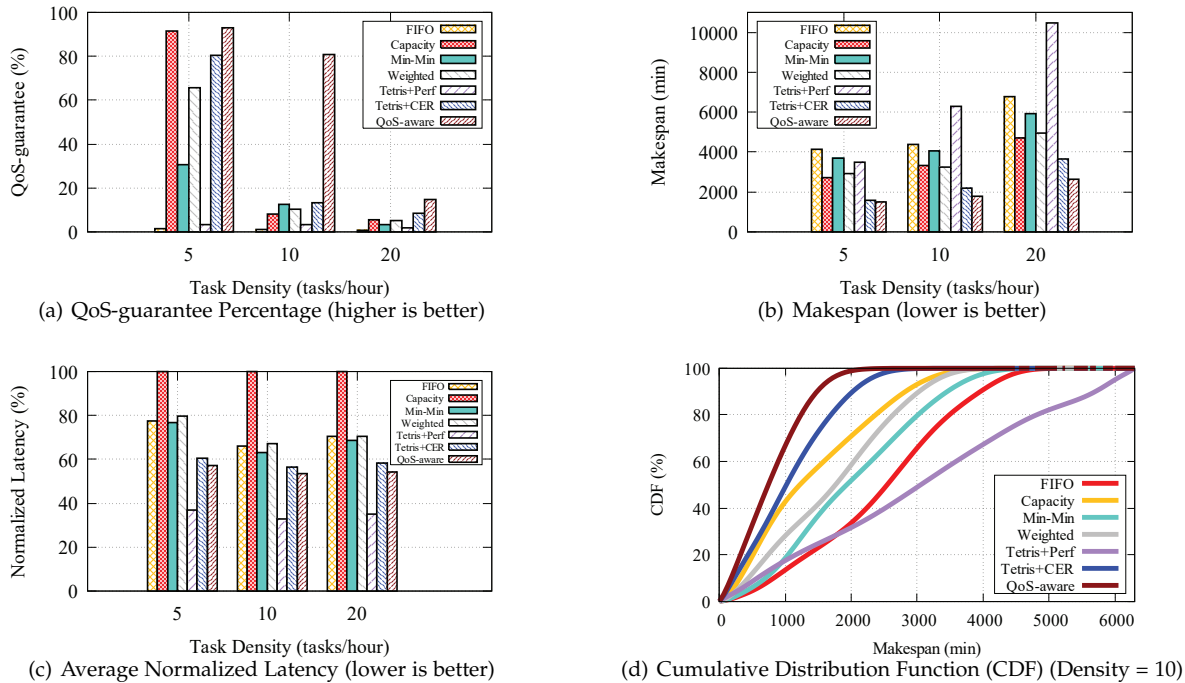 100
80
60
40
20
0
QoS-guarantee (%)
FIFO
Capacity
Min-Min
Weighted
Tetris+Perf
Tetris+CER
QoS-aware
5 10 20
Task Density (tasks/hour)
(a) QoS-guarantee Percentage (higher is better)
10000
8000
6000
4000
2000
0
Makespan (min)
FIFO
Capacity
Min-Min
Weighted
Tetris+Perf
Tetris+CER
QoS-aware
5 10 20
Task Density (tasks/hour)
(b) Makespan (lower is better)
100
80
60
40
20
0
Normalized Latency (%)
FIFO
Capacity
Min-Min
Weighted
Tetris+Perf
Tetris+CER
QoS-aware
5 10 20
Task Density (tasks/hour)
(c) Average Normalized Latency (lower is better)
100
80
60
40
20
0
CDF (%)
FIFO
Capacity
Min-Min
Weighted
Tetris+Perf
Tetris+CER
QoS-aware
0 1000 2000 3000 4000 5000 6000
Makespan (min)
(d) Cumulative Distribution Function (CDF) (Density = 10)